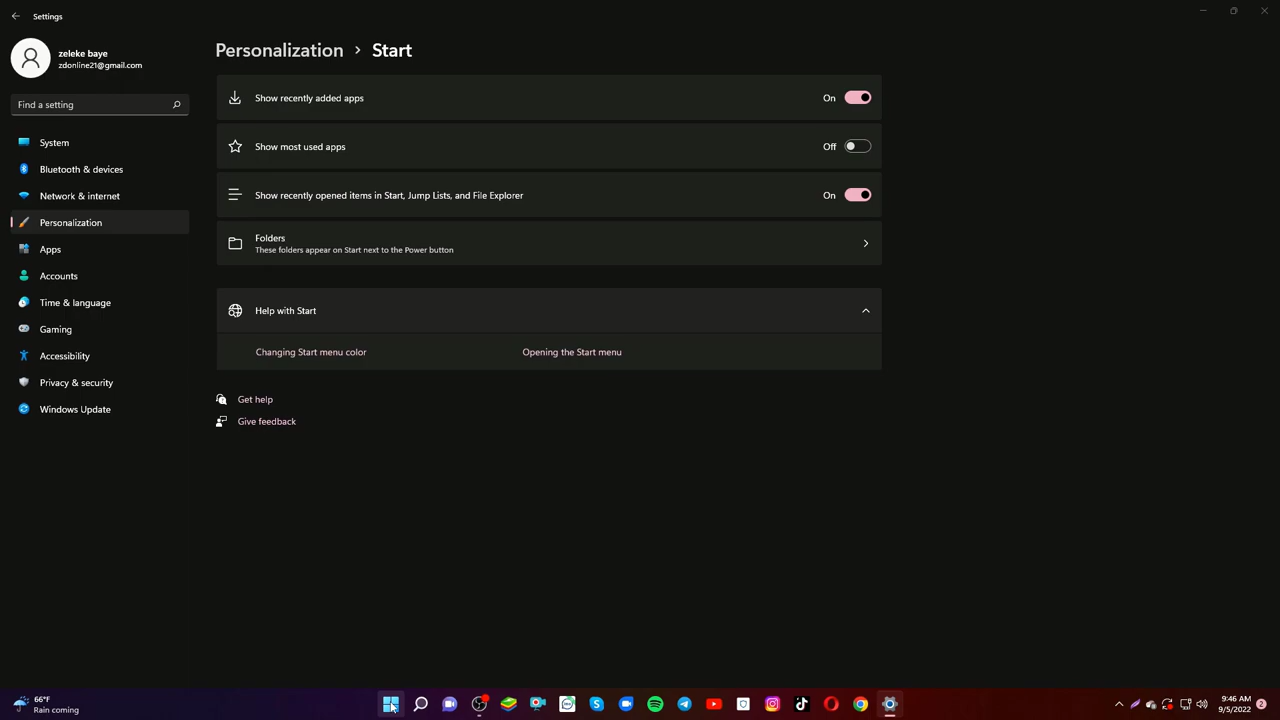 Settings
zeleke baye
zdonline21@gmail.com
Find a setting
System
Bluetooth & devices
Network & internet
Personalization
Apps
Accounts
Time & language
Gaming
Accessibility
Privacy & security
Windows Update
Personalization > Start
Show recently added apps On
Show most used apps Off
Show recently opened items in Start, Jump Lists, and File Explorer On
Folders
These folders appear on Start next to the Power button
Help with Start
Changing Start menu color Opening the Start menu
Get help
Give feedback
66°F
Rain coming
9:46 AM
9/5/2022
2